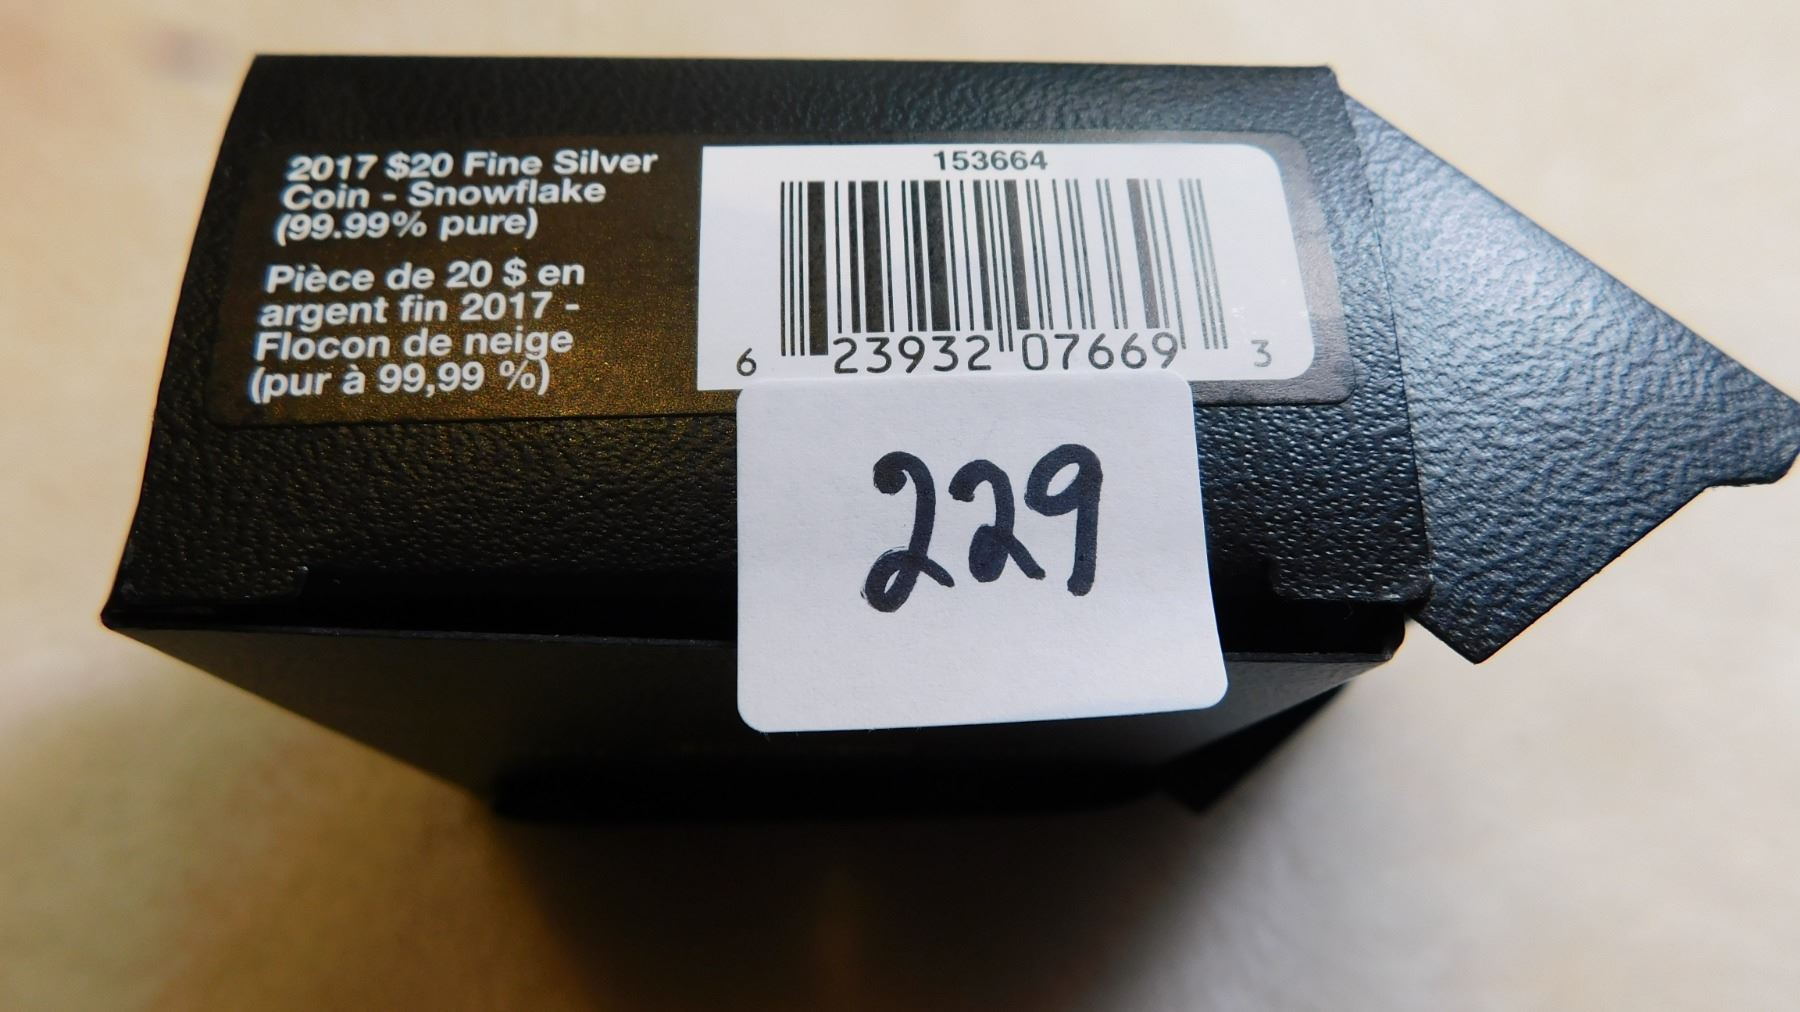 2017 $20 Fine Silver
Coin - Snowflake
(99.99% pure)
Pièce de 20 $ en
argent fin 2017 -
Flocon de neige
(pur à 99,99 %)
153664
6 23932 07669 3
229